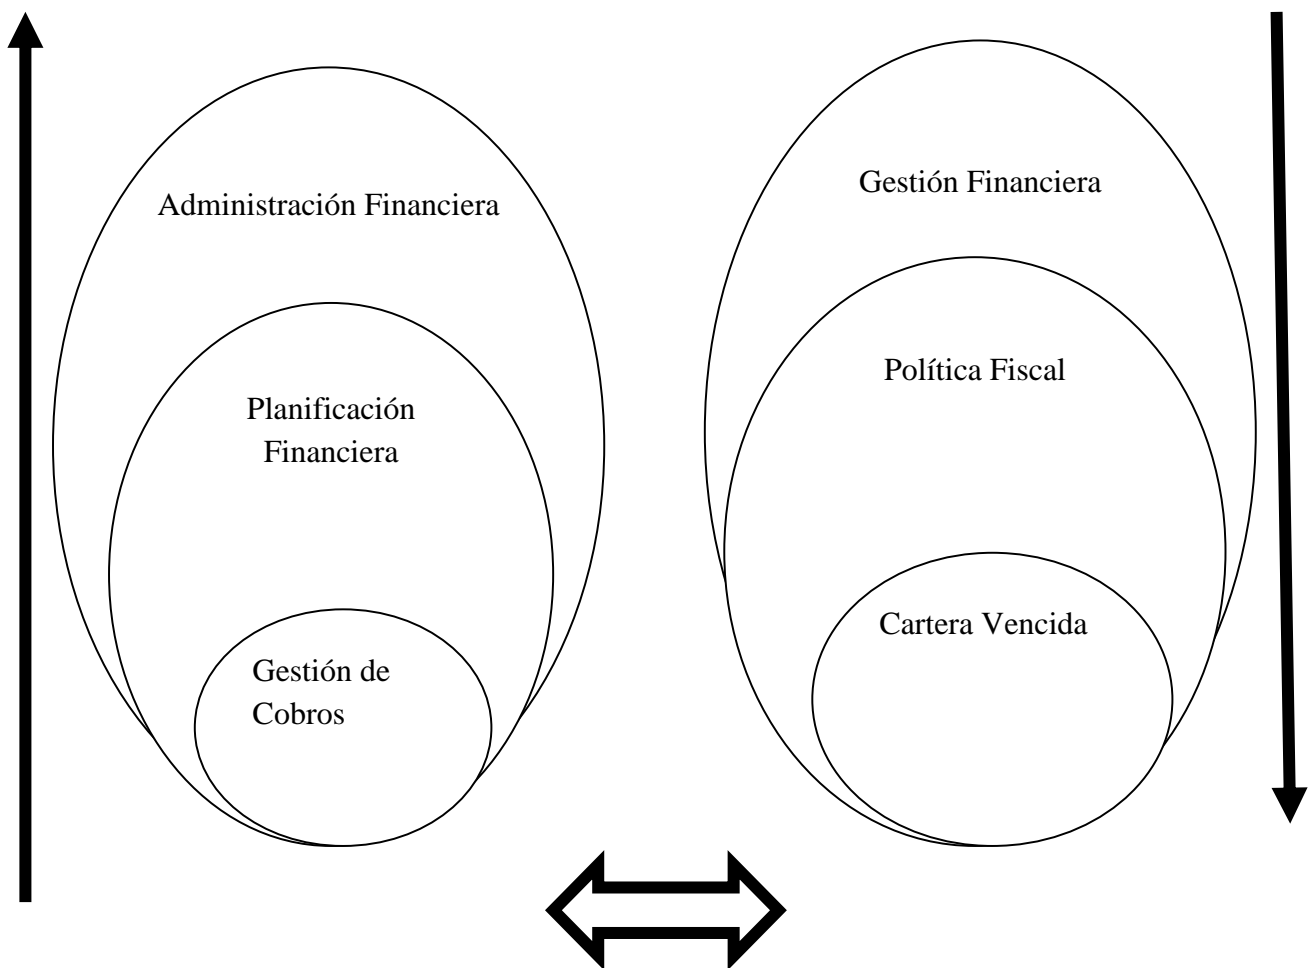 Administración Financiera
Planificación
Financiera
Gestión de
Cobros
Gestión Financiera
Política Fiscal
Cartera Vencida